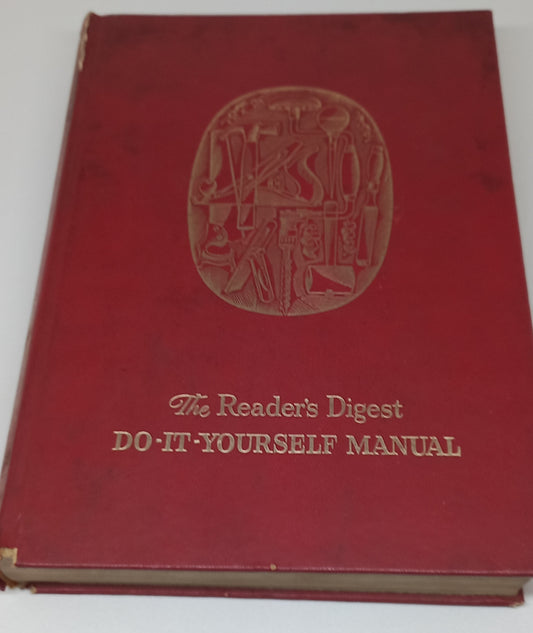 The Reader's Digest
DO-IT-YOURSELF MANUAL